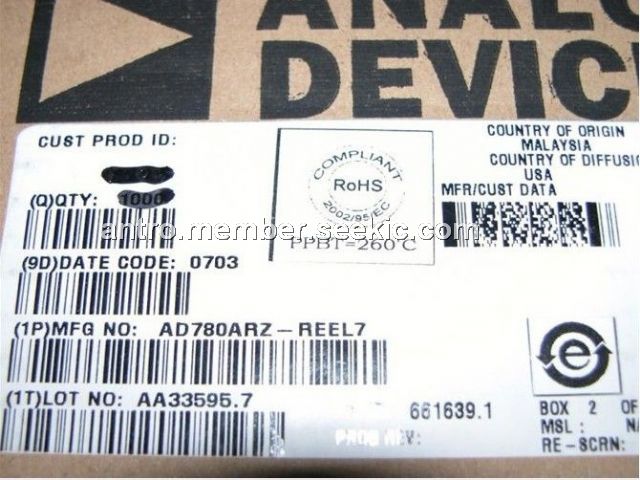 ANALO
DEVIC
CUST PROD ID:
(Q)QTY: 1000
(9D)DATE CODE: 0703
(1P)MFG NO: AD780ARZ-REEL7
(1T)LOT NO: AA33595.7
COMPLIANT
RoHS
2002/95/EC
PPBT-260°C
COUNTRY OF ORIGIN
MALAYSIA
COUNTRY OF DIFFUSI
USA
MFR/CUST DATA
antro.member.seekic.com
e
661639.1
PROD REV:
BOX 2 OF
MSL : N
RE-SCRN: